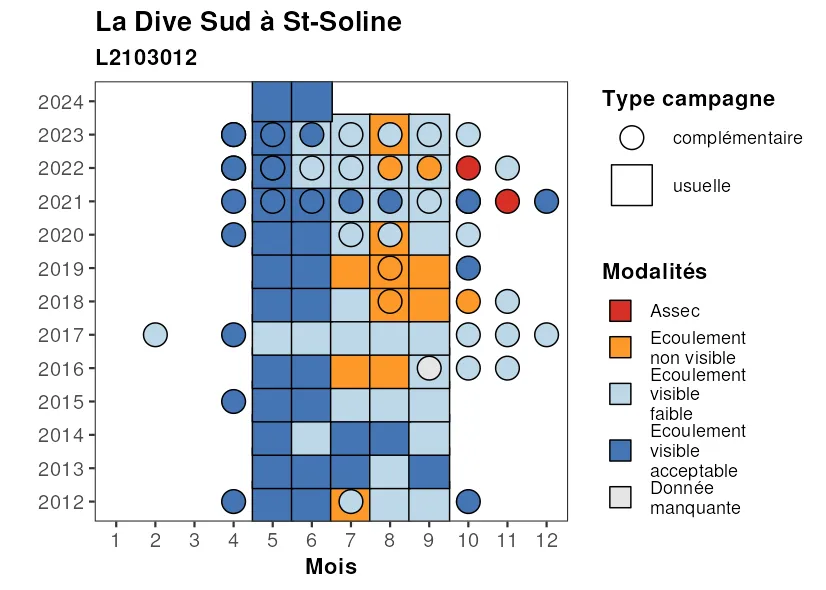 La Dive Sud à St-Soline
L2103012
2024
2023
2022
2021
2020
2019
2018
2017
2016
2015
2014
2013
2012
1 2 3 4 5 6 7 8 9 10 11 12
Mois
Type campagne
complémentaire
usuelle
Modalités
Assec
Ecoulement
non visible
Ecoulement
visible
faible
Ecoulement
visible
acceptable
Donnée
manquante